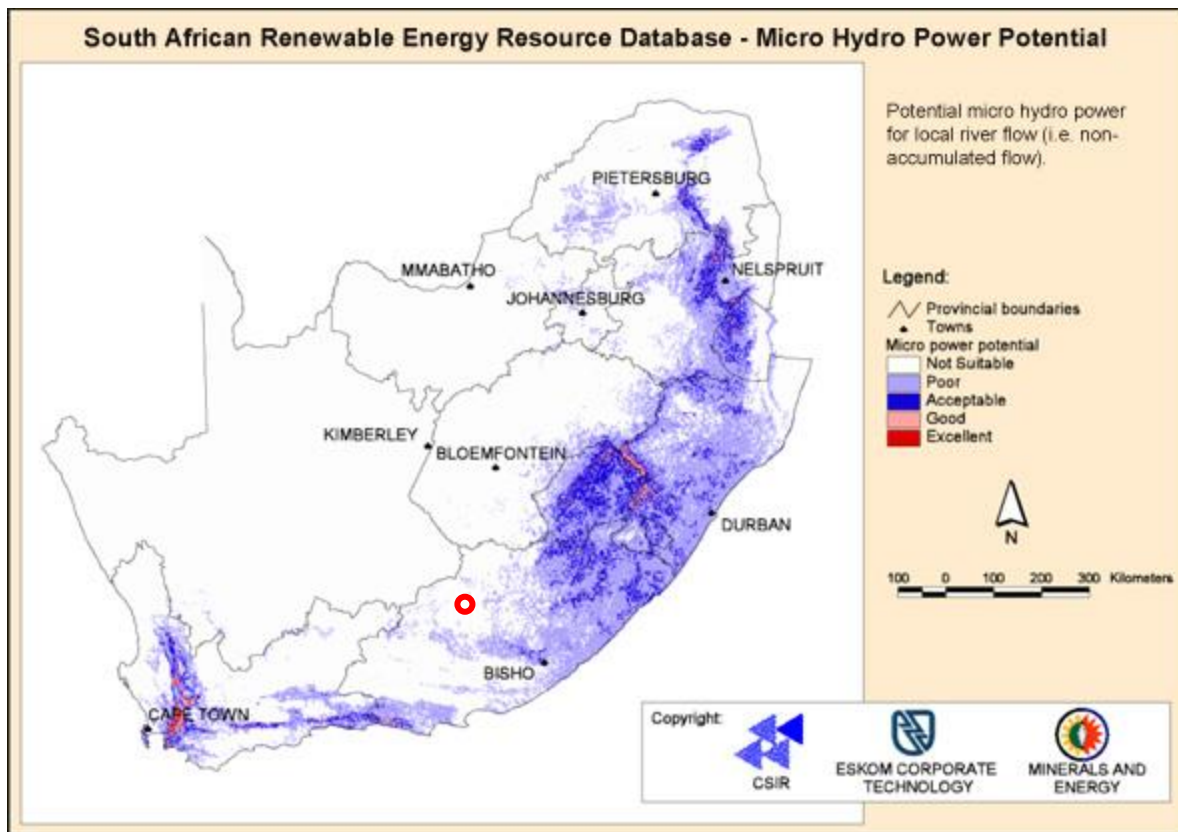 South African Renewable Energy Resource Database - Micro Hydro Power Potential
Potential micro hydro power
for local river flow (i.e. non-
accumulated flow).
PIETERSBURG
MMABATHO
NELSPRUIT
JOHANNESBURG
KIMBERLEY
BLOEMFONTEIN
DURBAN
BISHO
CAPE TOWN
Legend:
Provincial boundaries
Towns
Micro power potential
Not Suitable
Poor
Acceptable
Good
Excellent
N
100 0 100 200 300 Kilometers
Copyright:
CSIR
ESKOM CORPORATE
TECHNOLOGY
MINERALS AND
ENERGY